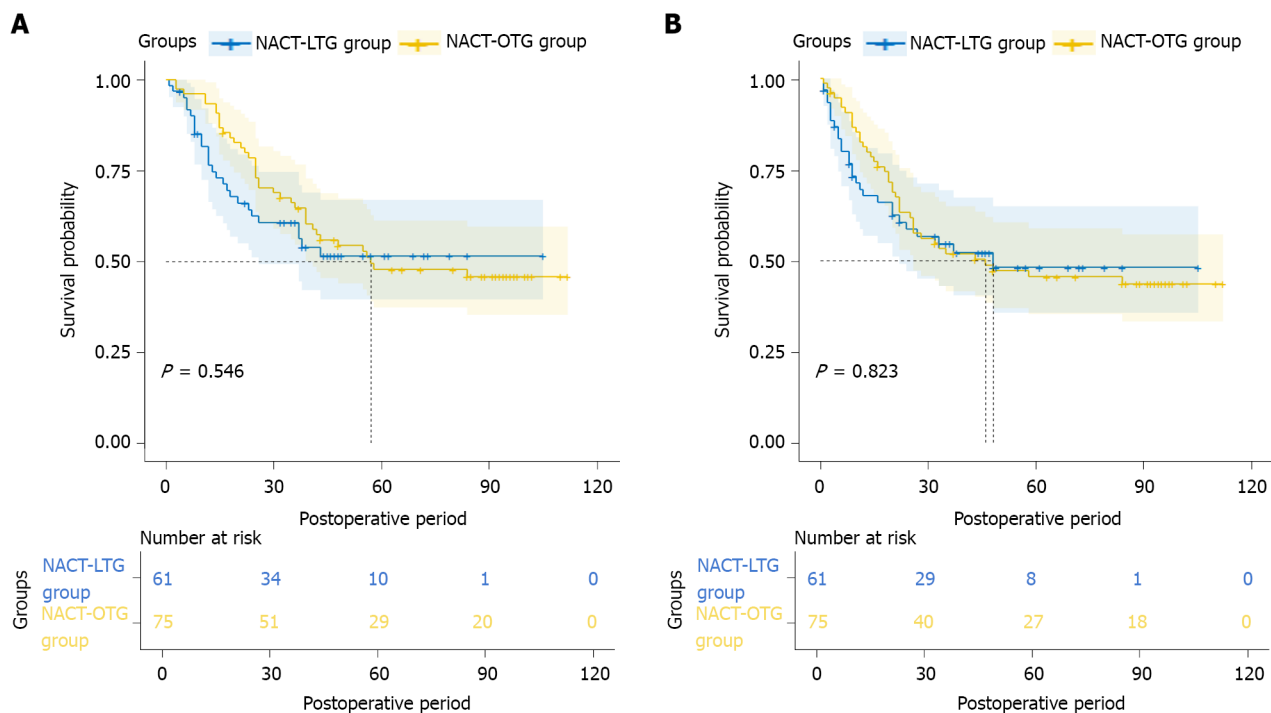 A
Groups NACT-LTG group NACT-OTG group
1.00
0.75
0.50
0.25
0.00
Survival probability
P = 0.546
0 30 60 90 120
Postoperative period
Number at risk
Groups
NACT-LTG group 61 34 10 1 0
NACT-OTG group 75 51 29 20 0
0 30 60 90 120
Postoperative period
B
Groups NACT-LTG group NACT-OTG group
1.00
0.75
0.50
0.25
0.00
Survival probability
P = 0.823
0 30 60 90 120
Postoperative period
Number at risk
Groups
NACT-LTG group 61 29 8 1 0
NACT-OTG group 75 40 27 18 0
0 30 60 90 120
Postoperative period